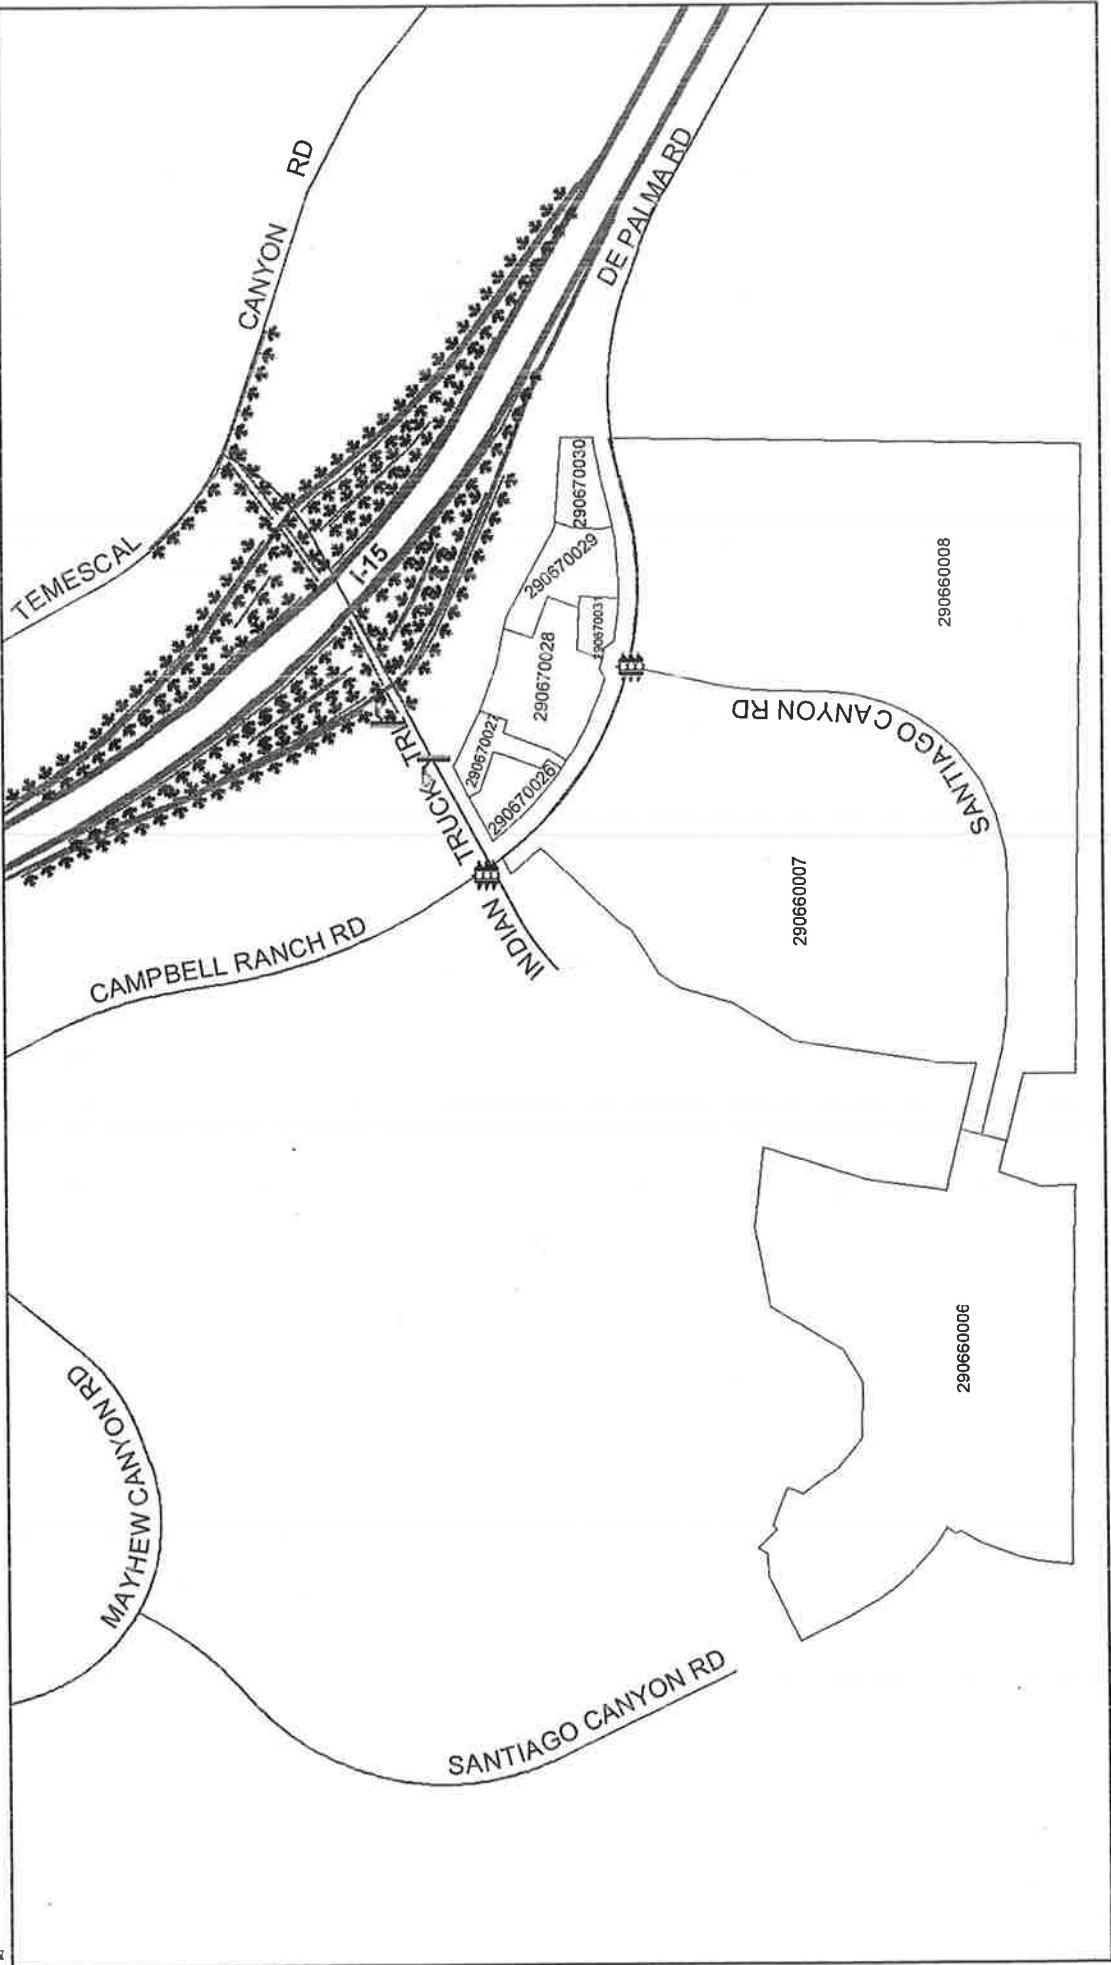 CANYON RD
TEMESCAL
DE PALMA RD
I-15
INDIAN TRUCK TRL
CAMPBELL RANCH RD
290670030
290670029
290670031
290670028
290670027
290670026
290660008
SANTIAGO CANYON RD
290660007
290660006
MAYHEW CANYON RD
SANTIAGO CANYON RD